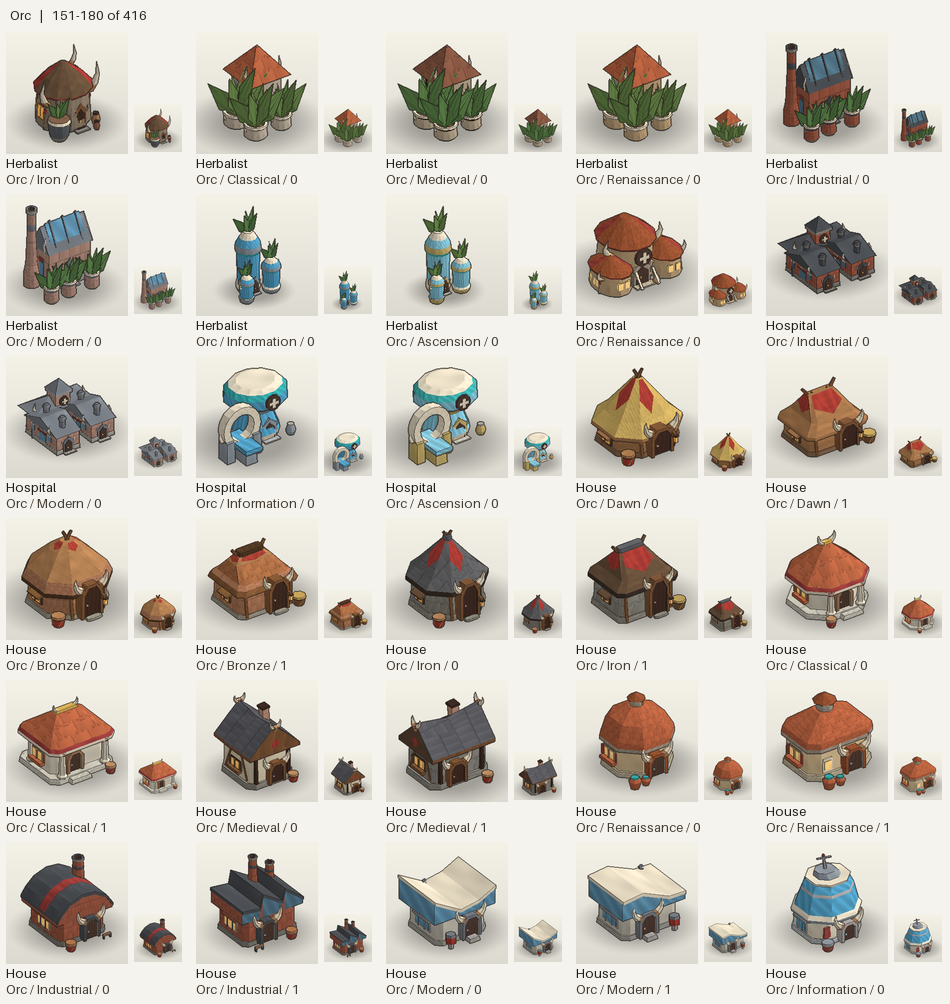 Orc | 151-180 of 416
Herbalist
Orc / Iron / 0
Herbalist
Orc / Classical / 0
Herbalist
Orc / Medieval / 0
Herbalist
Orc / Renaissance / 0
Herbalist
Orc / Industrial / 0
Herbalist
Orc / Modern / 0
Herbalist
Orc / Information / 0
Herbalist
Orc / Ascension / 0
Hospital
Orc / Renaissance / 0
Hospital
Orc / Industrial / 0
Hospital
Orc / Modern / 0
Hospital
Orc / Information / 0
Hospital
Orc / Ascension / 0
House
Orc / Dawn / 0
House
Orc / Dawn / 1
House
Orc / Bronze / 0
House
Orc / Bronze / 1
House
Orc / Iron / 0
House
Orc / Iron / 1
House
Orc / Classical / 0
House
Orc / Classical / 1
House
Orc / Medieval / 0
House
Orc / Medieval / 1
House
Orc / Renaissance / 0
House
Orc / Renaissance / 1
House
Orc / Industrial / 0
House
Orc / Industrial / 1
House
Orc / Modern / 0
House
Orc / Modern / 1
House
Orc / Information / 0